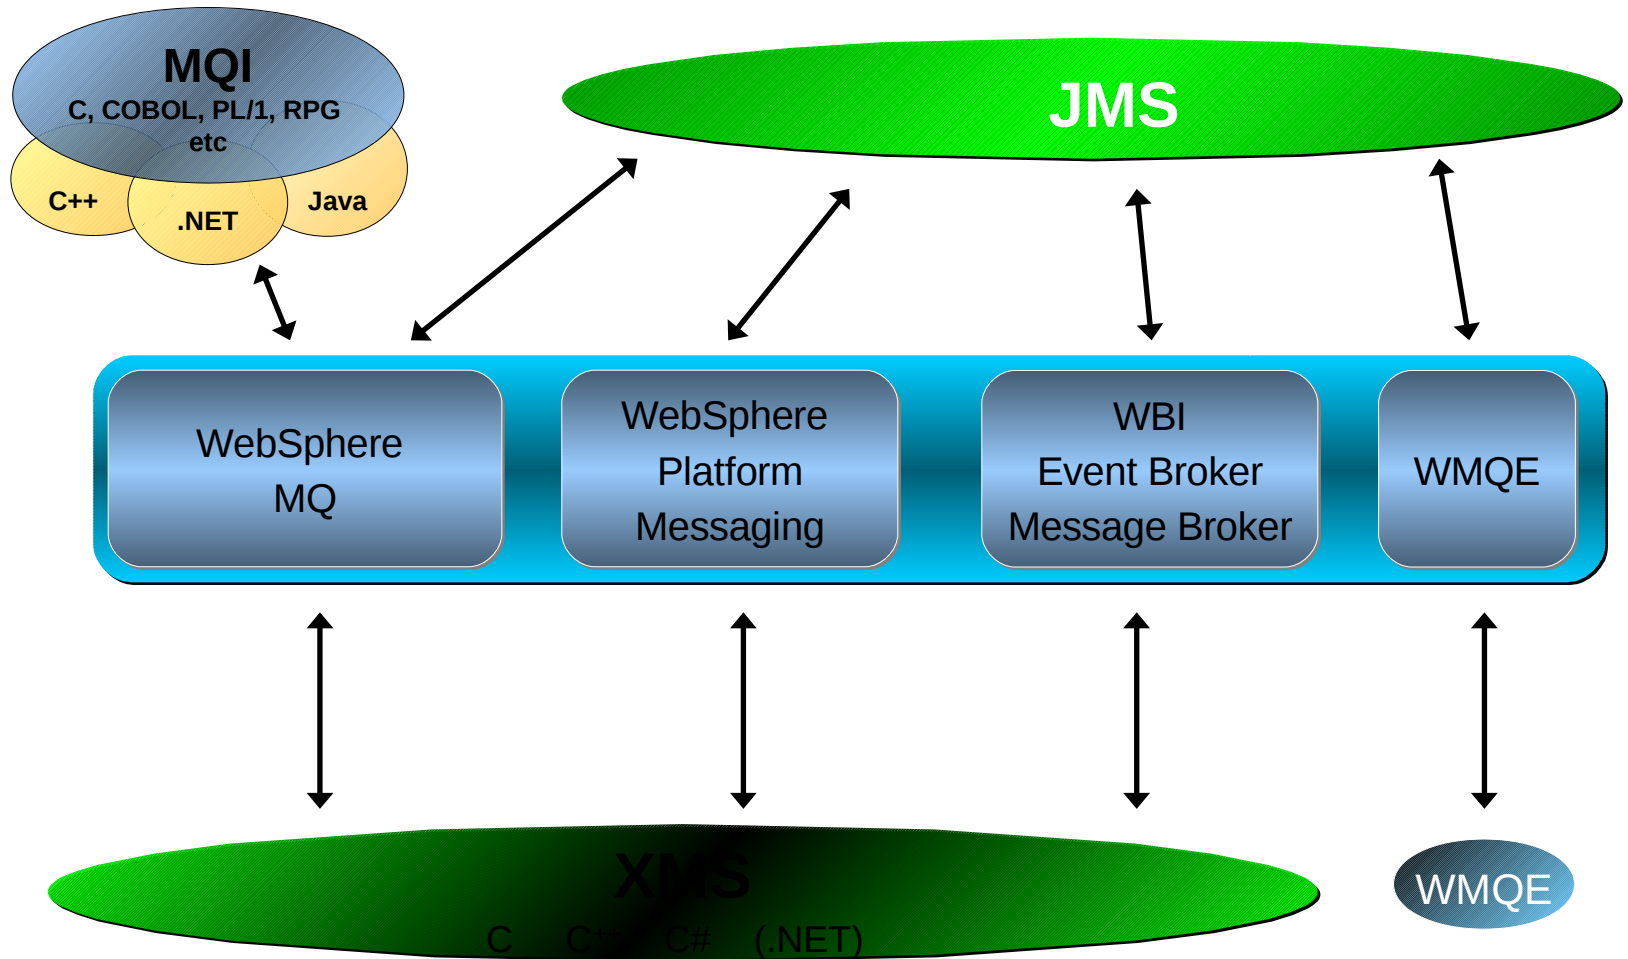 MQI
C, COBOL, PL/1, RPG
etc
C++
.NET
Java
JMS
WebSphere
MQ
WebSphere
Platform
Messaging
WBI
Event Broker
Message Broker
WMQE
XMS
C C++ C# (.NET)
WMQE